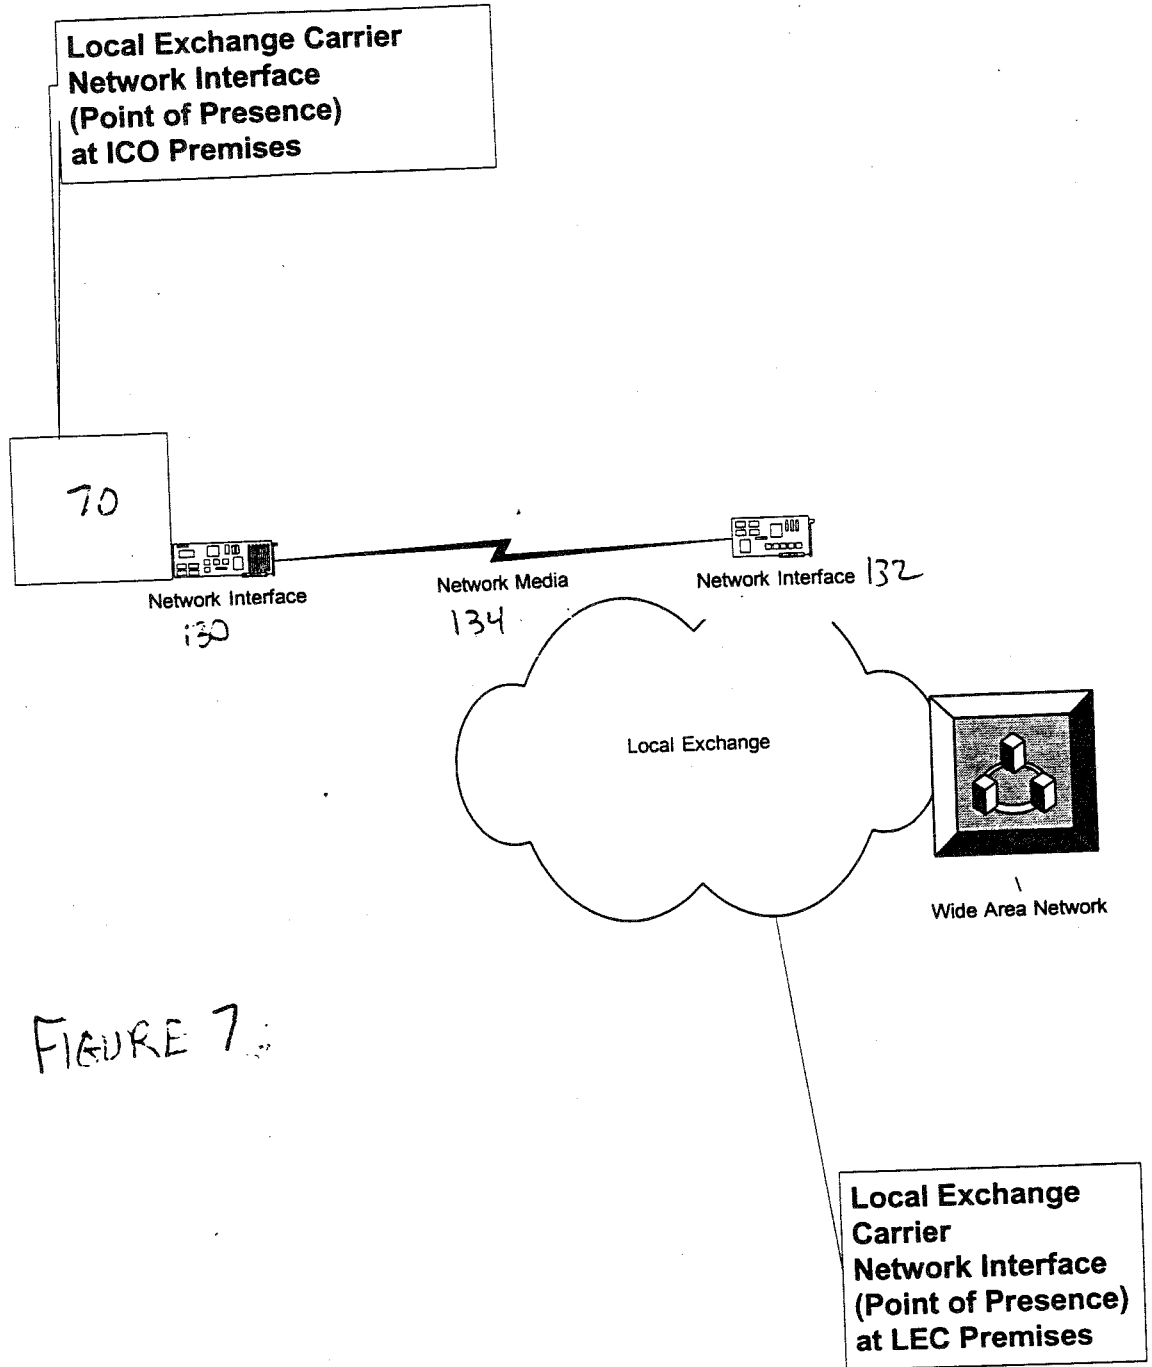 Local Exchange Carrier
Network Interface
(Point of Presence)
at ICO Premises
70
Network Interface
130
Network Media
134
Network Interface 132
Local Exchange
Wide Area Network
FIGURE 7
Local Exchange
Carrier
Network Interface
(Point of Presence)
at LEC Premises